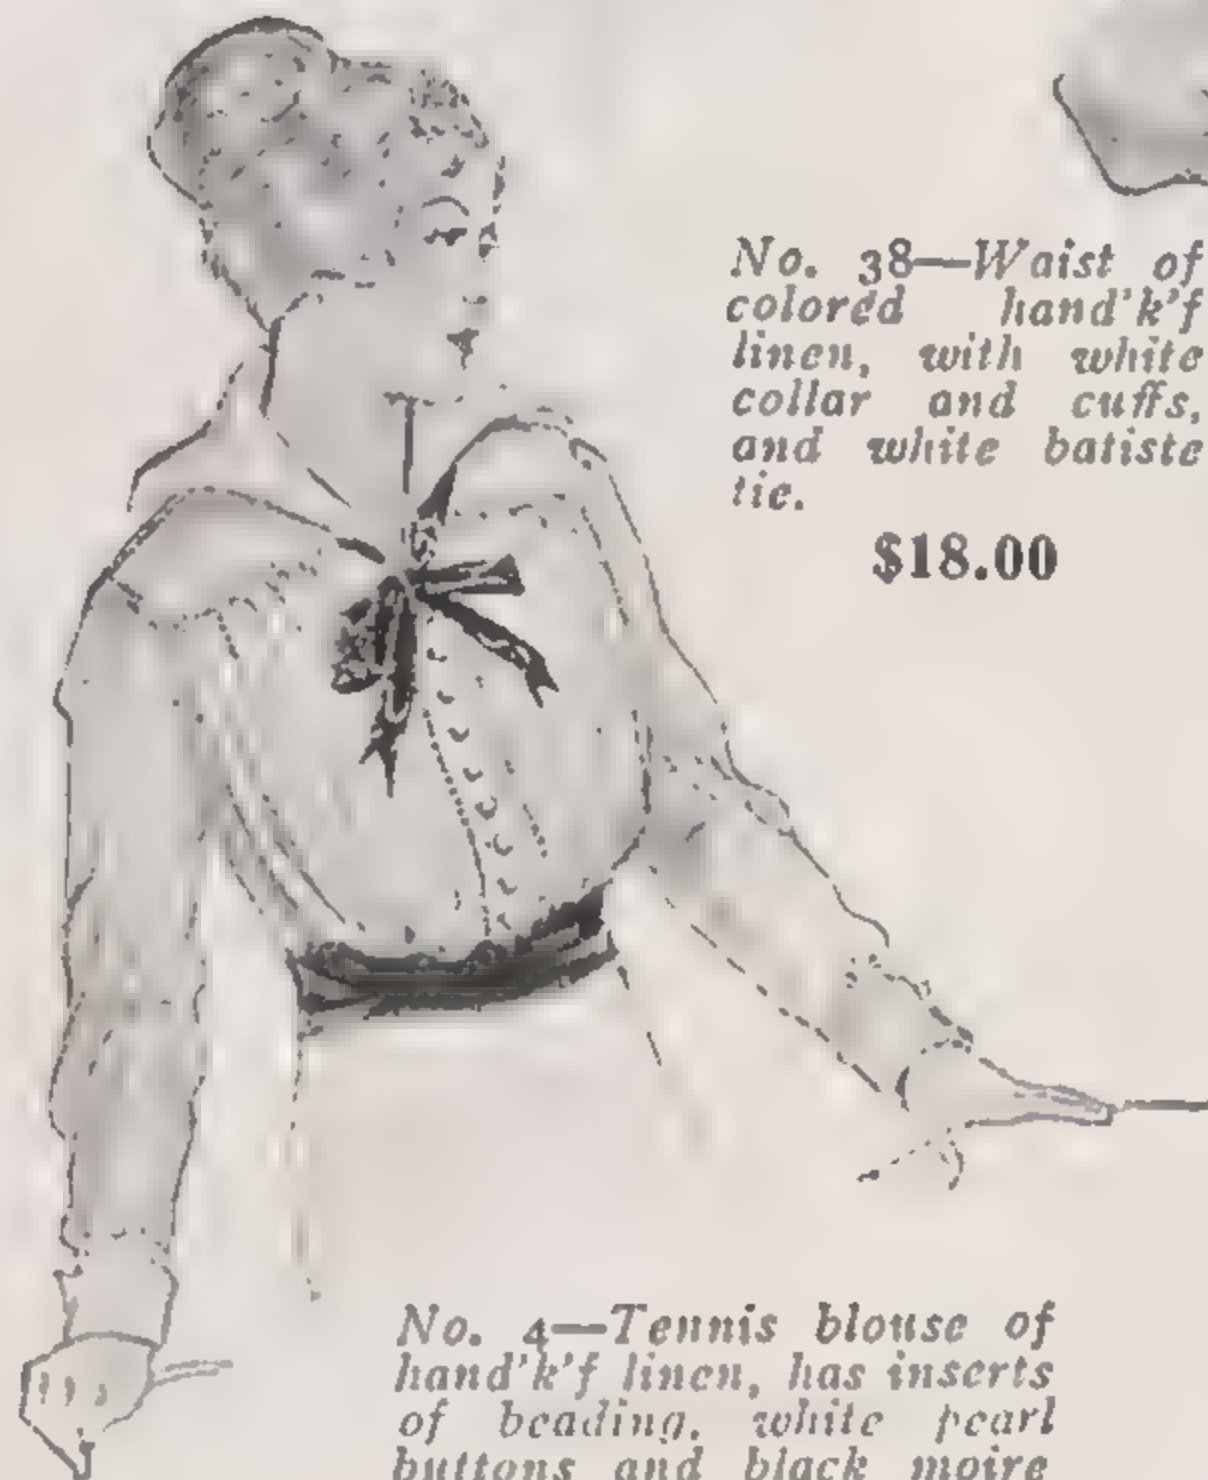 No. 38—Waist of
colored hand'k'f
linen, with white
collar and cuffs,
and white batiste
tie.
$18.00
No. 4—Tennis blouse of
hand'k'f linen, has inserts
of beading, white pearl
buttons and black moire